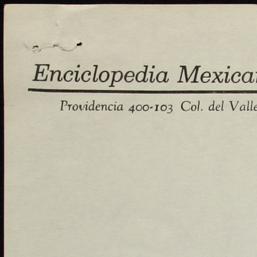 Enciclopedia Mexica
Providencia 400-103 Col. del Valle